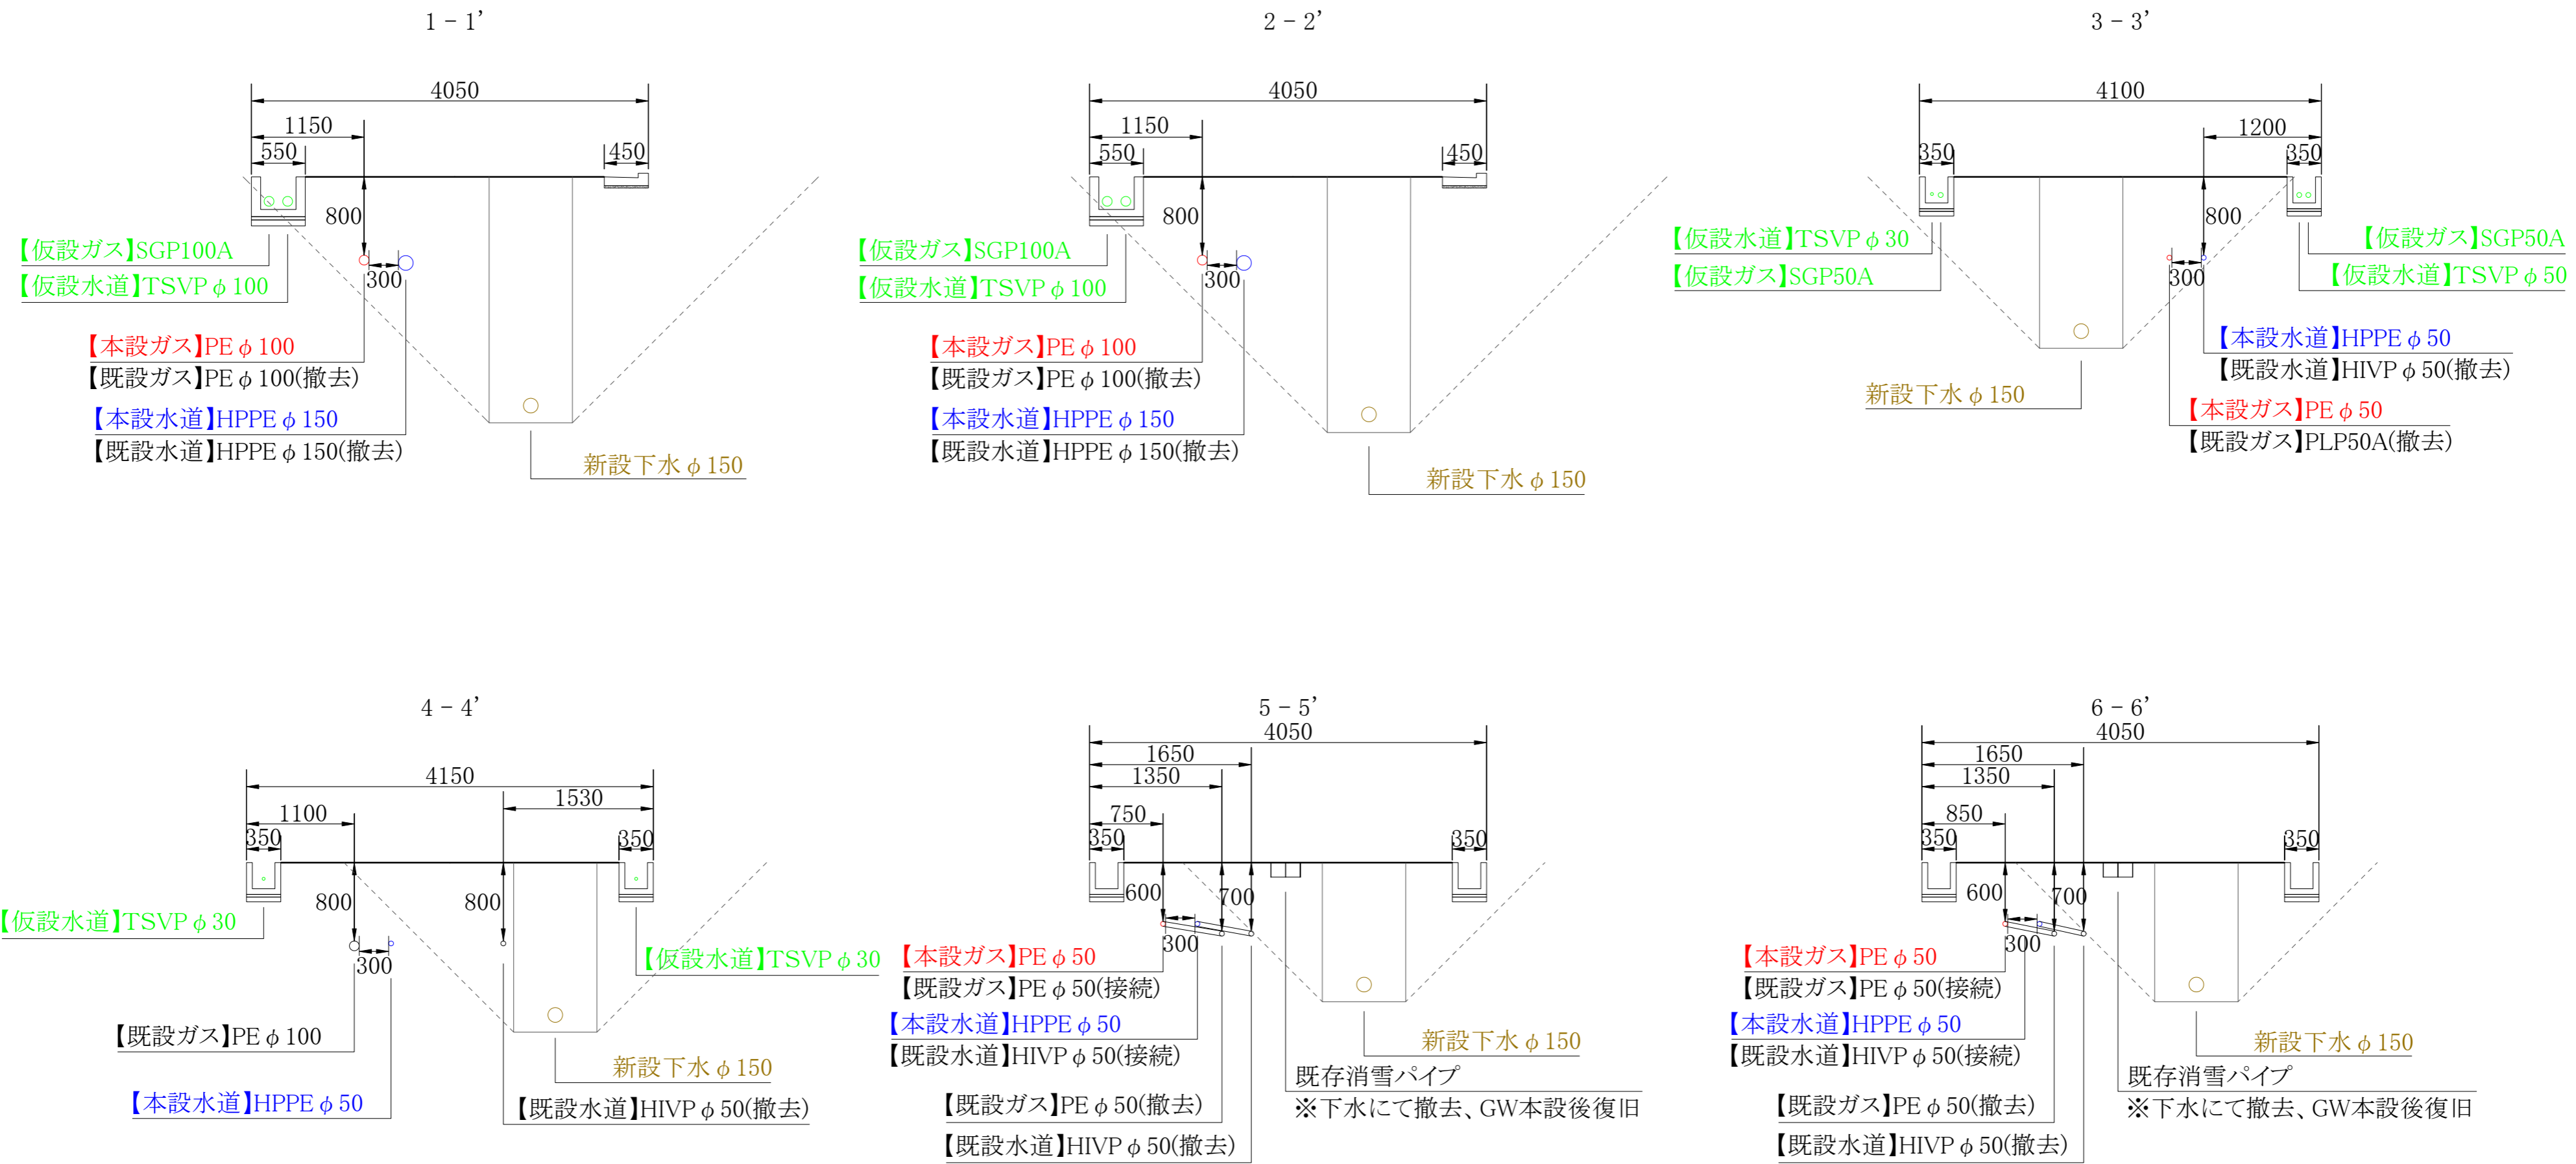 1－1’
4050
1150
550
450
800
300
【仮設ガス】SGP100A
【仮設水道】TSVPφ100
【本設ガス】PEφ100
【既設ガス】PEφ100(撤去)
【本設水道】HPPEφ150
【既設水道】HPPEφ150(撤去)
新設下水φ150
2－2’
4050
1150
550
450
800
300
【仮設ガス】SGP100A
【仮設水道】TSVPφ100
【本設ガス】PEφ100
【既設ガス】PEφ100(撤去)
【本設水道】HPPEφ150
【既設水道】HPPEφ150(撤去)
新設下水φ150
3－3’
4100
1200
350
350
800
300
【仮設水道】TSVPφ30
【仮設ガス】SGP50A
【仮設ガス】SGP50A
【仮設水道】TSVPφ50
【本設水道】HPPEφ50
【既設水道】HIVPφ50(撤去)
新設下水φ150
【本設ガス】PEφ50
【既設ガス】PLP50A(撤去)
4－4’
4150
1530
1100
350
350
800
800
300
【仮設水道】TSVPφ30
【仮設水道】TSVPφ30
【既設ガス】PEφ100
新設下水φ150
【本設水道】HPPEφ50
【既設水道】HIVPφ50(撤去)
5－5’
4050
1650
1350
750
350
350
600
700
300
【本設ガス】PEφ50
【既設ガス】PEφ50(接続)
【本設水道】HPPEφ50
【既設水道】HIVPφ50(接続)
新設下水φ150
既存消雪パイプ
※下水にて撤去、GW本設後復旧
【既設ガス】PEφ50(撤去)
【既設水道】HIVPφ50(撤去)
6－6’
4050
1650
1350
850
350
350
600
700
300
【本設ガス】PEφ50
【既設ガス】PEφ50(接続)
【本設水道】HPPEφ50
【既設水道】HIVPφ50(接続)
新設下水φ150
既存消雪パイプ
※下水にて撤去、GW本設後復旧
【既設ガス】PEφ50(撤去)
【既設水道】HIVPφ50(撤去)